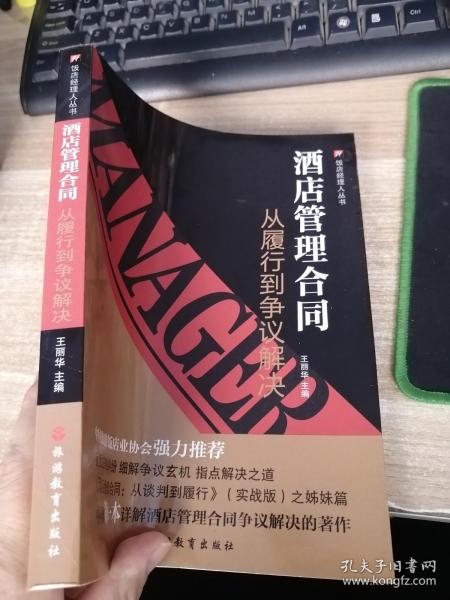 饭店经理人丛书
酒店管理合同
从履行到争议解决
王丽华 主编
旅游教育出版社
饭店经理人丛书
酒店管理合同
从履行到争议解决
王丽华 主编
MANAGER
饭店业协会强力推荐
细解争议玄机 指点解决之道
合同:从谈判到履行》(实战版)之姊妹篇
本详解酒店管理合同争议解决的著作
教育出版社
孔夫子旧书网
kongfz.com